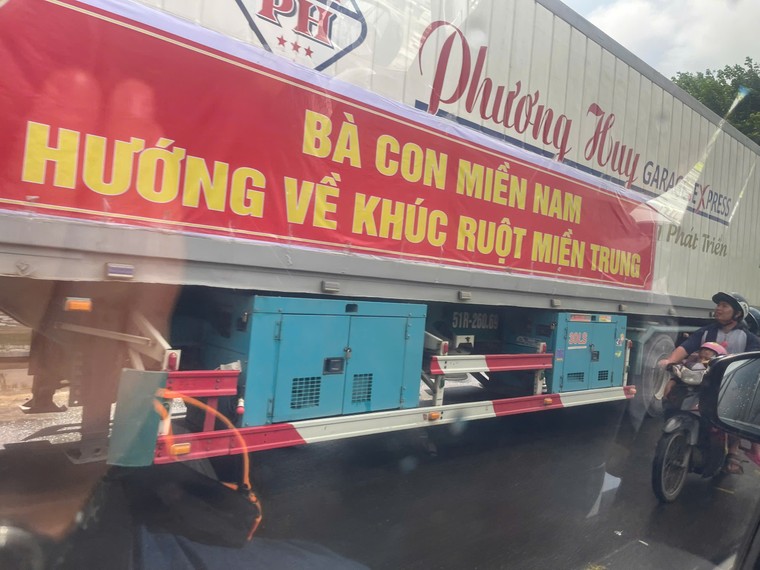 PH
Phương Huy
GARAGE EXPRESS
Phát Triển
BÀ CON MIỀN NAM
HƯỚNG VỀ KHÚC RUỘT MIỀN TRUNG